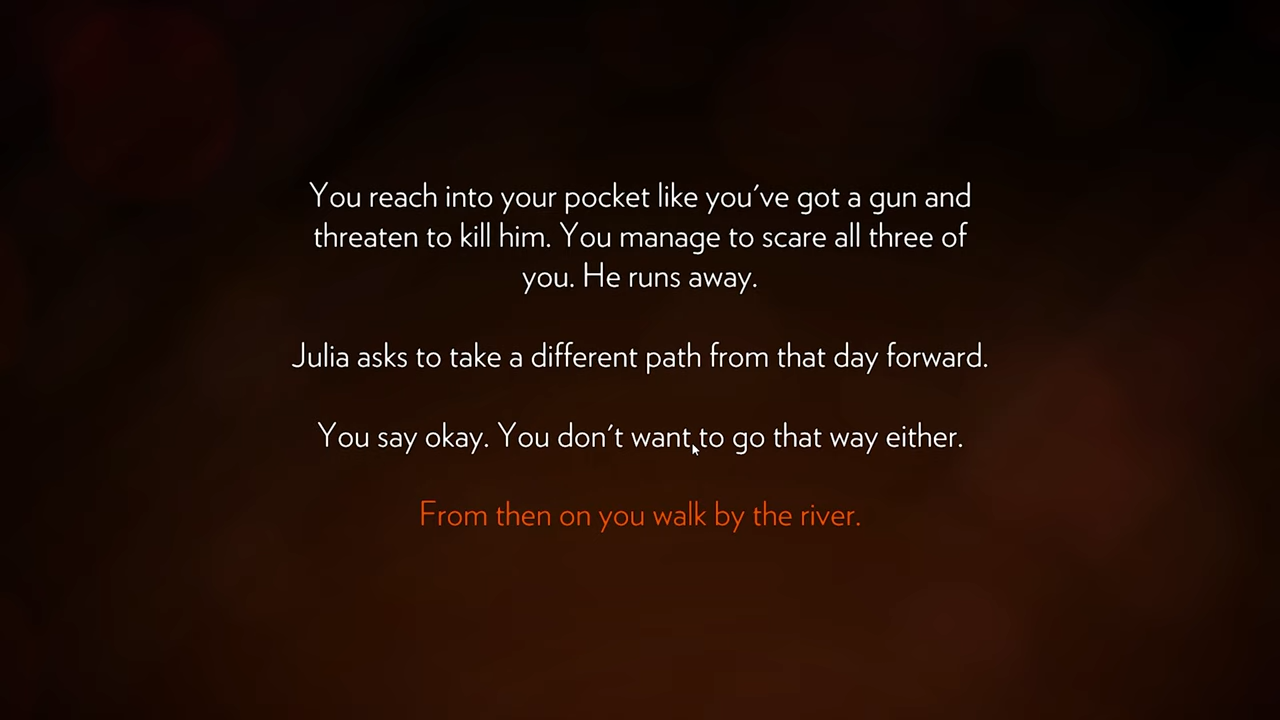 You reach into your pocket like you've got a gun and
threaten to kill him. You manage to scare all three of
you. He runs away.
Julia asks to take a different path from that day forward.
You say okay. You don't want to go that way either.
From then on you walk by the river.